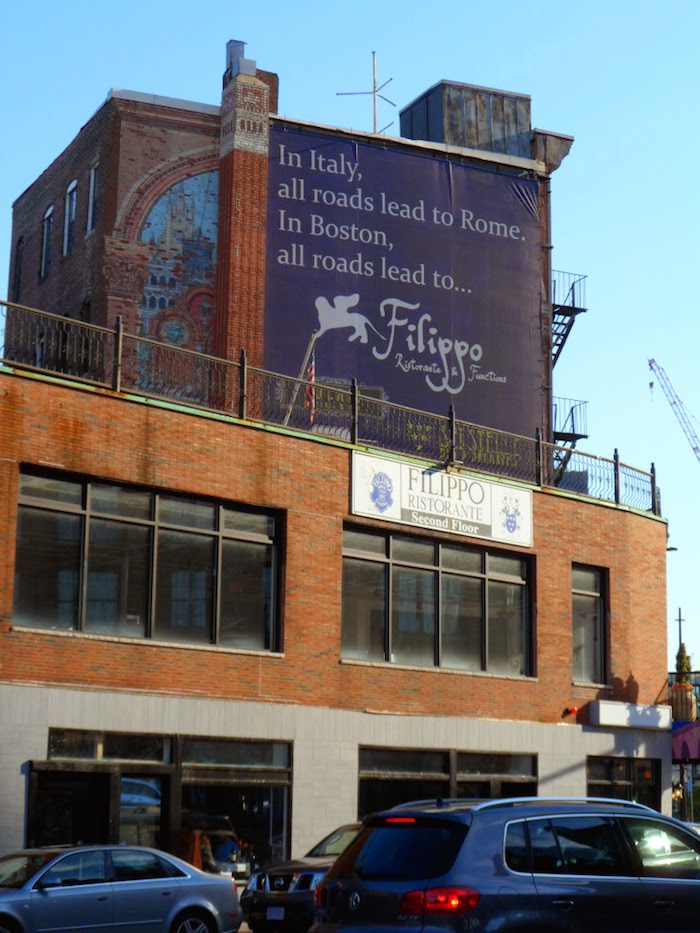 In Italy,
all roads lead to Rome.
In Boston,
all roads lead to...
Filippo
Ristorante & Functions
FILIPPO
RISTORANTE
Second Floor